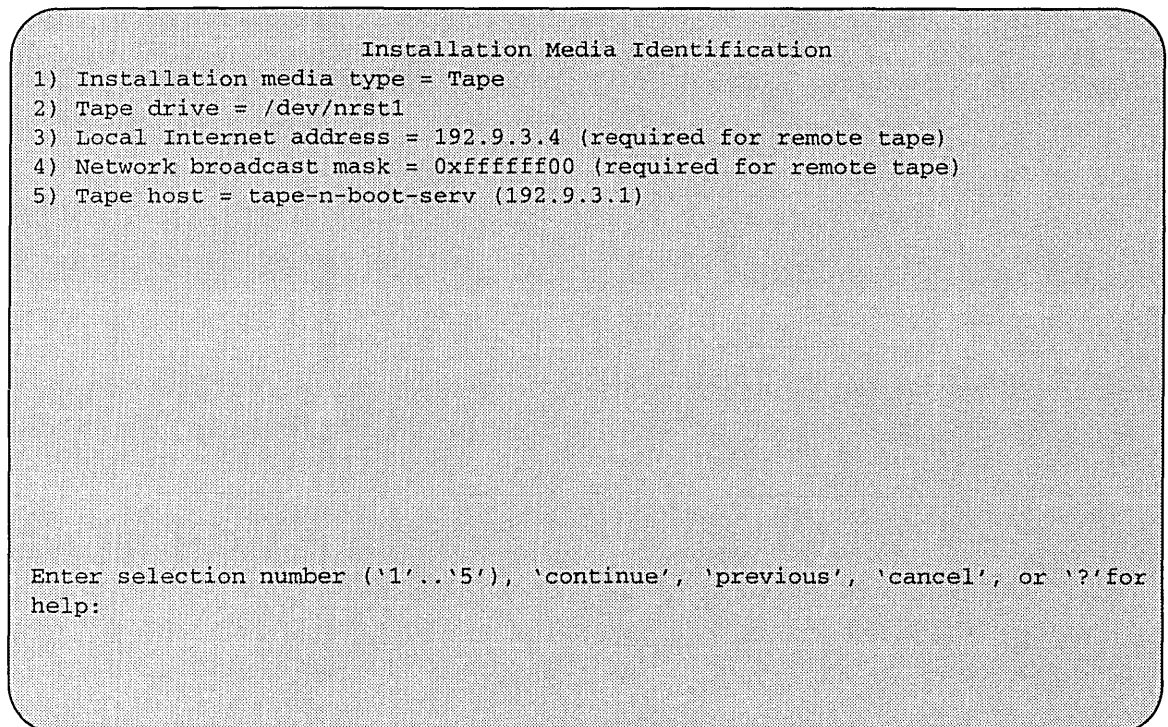 Installation Media Identification
1) Installation media type = Tape
2) Tape drive = /dev/nrst1
3) Local Internet address = 192.9.3.4 (required for remote tape)
4) Network broadcast mask = 0xffffff00 (required for remote tape)
5) Tape host = tape-n-boot-serv (192.9.3.1)
Enter selection number (‘1’..‘5’), ‘continue’, ‘previous’, ‘cancel’, or ‘?’for
help: